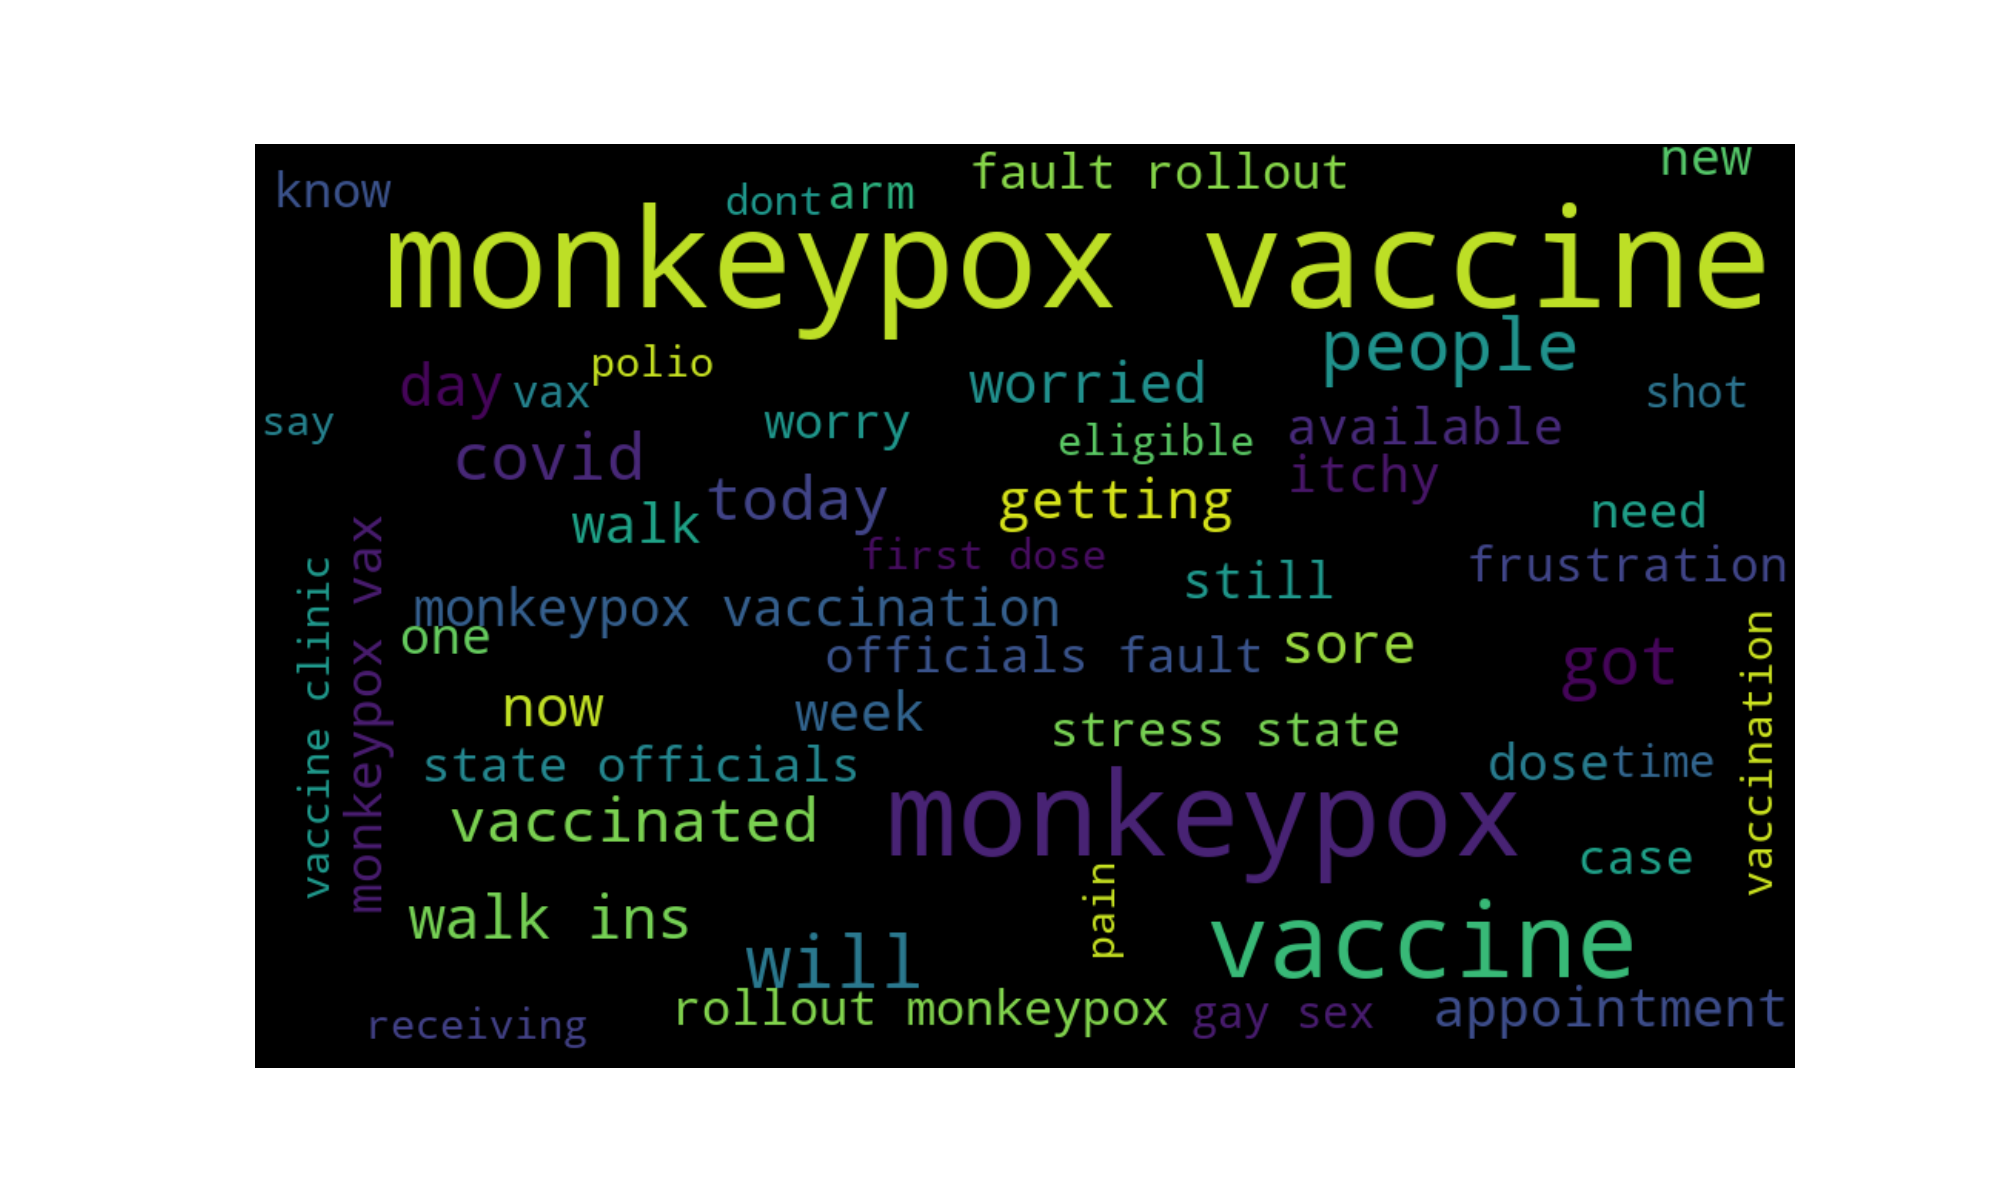 know
dont
arm
fault rollout
new
monkeypox vaccine
people
polio
day
vax
worried
shot
say
worry
available
eligible
covid
itchy
today
getting
walk
need
first dose
frustration
still
monkeypox vaccination
one
officials fault
sore
got
vaccine clinic
monkeypox vax
vaccination
now
week
stress state
state officials
dose
time
vaccinated
monkeypox
case
walk ins
pain
vaccine
will
rollout monkeypox
gay sex
appointment
receiving